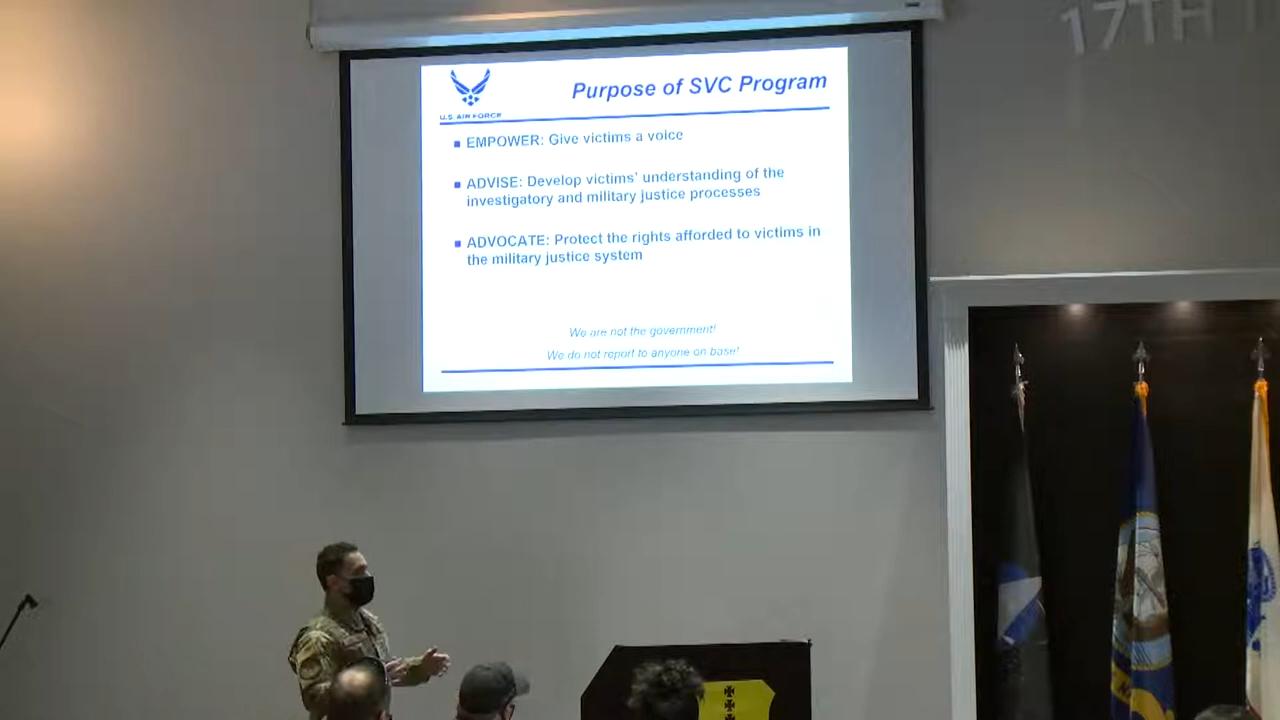 17TH
U.S. AIR FORCE
Purpose of SVC Program
EMPOWER: Give victims a voice
ADVISE: Develop victims' understanding of the
investigatory and military justice processes
ADVOCATE: Protect the rights afforded to victims in
the military justice system
We are not the government!
We do not report to anyone on base!